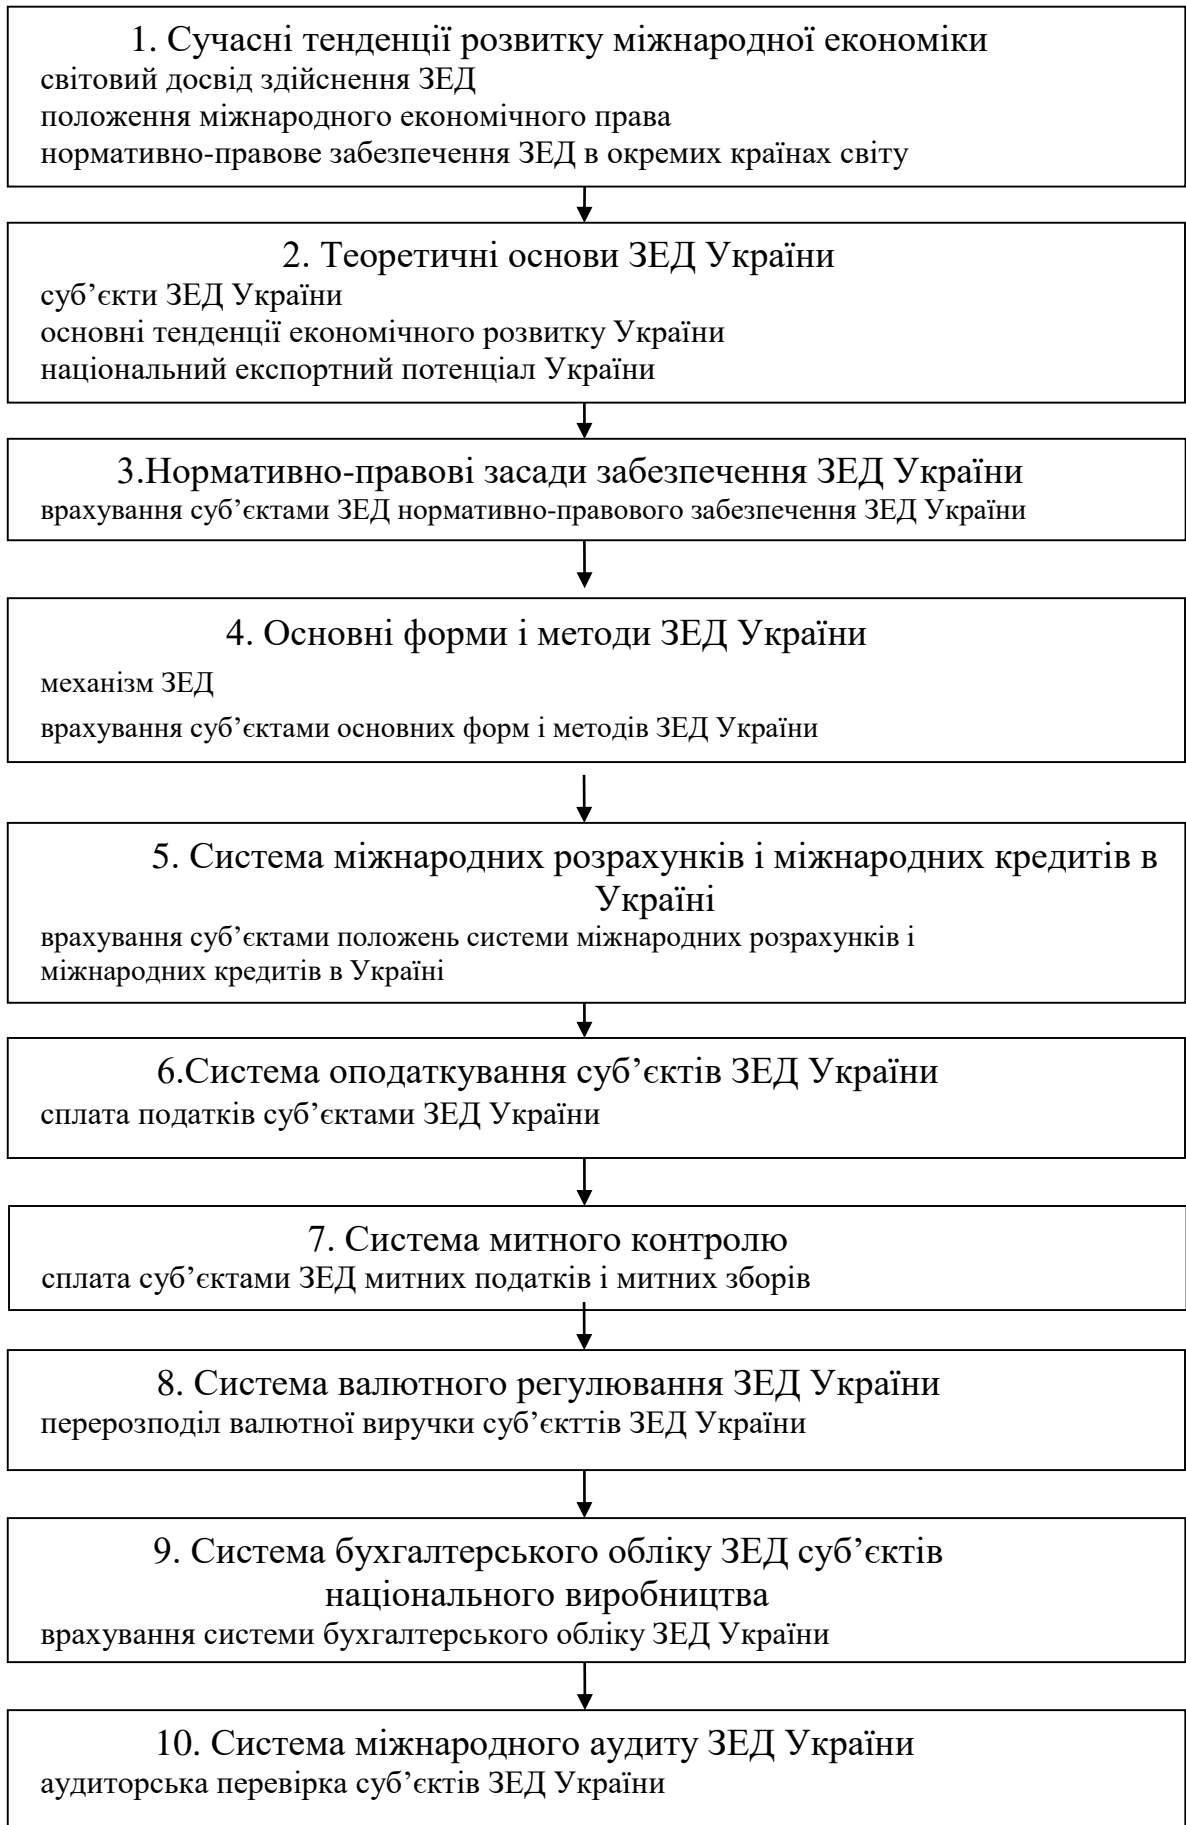 1. Сучасні тенденції розвитку міжнародної економіки
світовий досвід здійснення ЗЕД
положення міжнародного економічного права
нормативно-правове забезпечення ЗЕД в окремих країнах світу
2. Теоретичні основи ЗЕД України
суб’єкти ЗЕД України
основні тенденції економічного розвитку України
національний експортний потенціал України
3.Нормативно-правові засади забезпечення ЗЕД України
врахування суб’єктами ЗЕД нормативно-правового забезпечення ЗЕД України
4. Основні форми і методи ЗЕД України
механізм ЗЕД
врахування суб’єктами основних форм і методів ЗЕД України
5. Система міжнародних розрахунків і міжнародних кредитів в
Україні
врахування суб’єктами положень системи міжнародних розрахунків і
міжнародних кредитів в Україні
6.Система оподаткування суб’єктів ЗЕД України
сплата податків суб’єктами ЗЕД України
7. Система митного контролю
сплата суб’єктами ЗЕД митних податків і митних зборів
8. Система валютного регулювання ЗЕД України
перерозподіл валютної виручки суб’єкттів ЗЕД України
9. Система бухгалтерського обліку ЗЕД суб’єктів
національного виробництва
врахування системи бухгалтерського обліку ЗЕД України
10. Система міжнародного аудиту ЗЕД України
аудиторська перевірка суб’єктів ЗЕД України